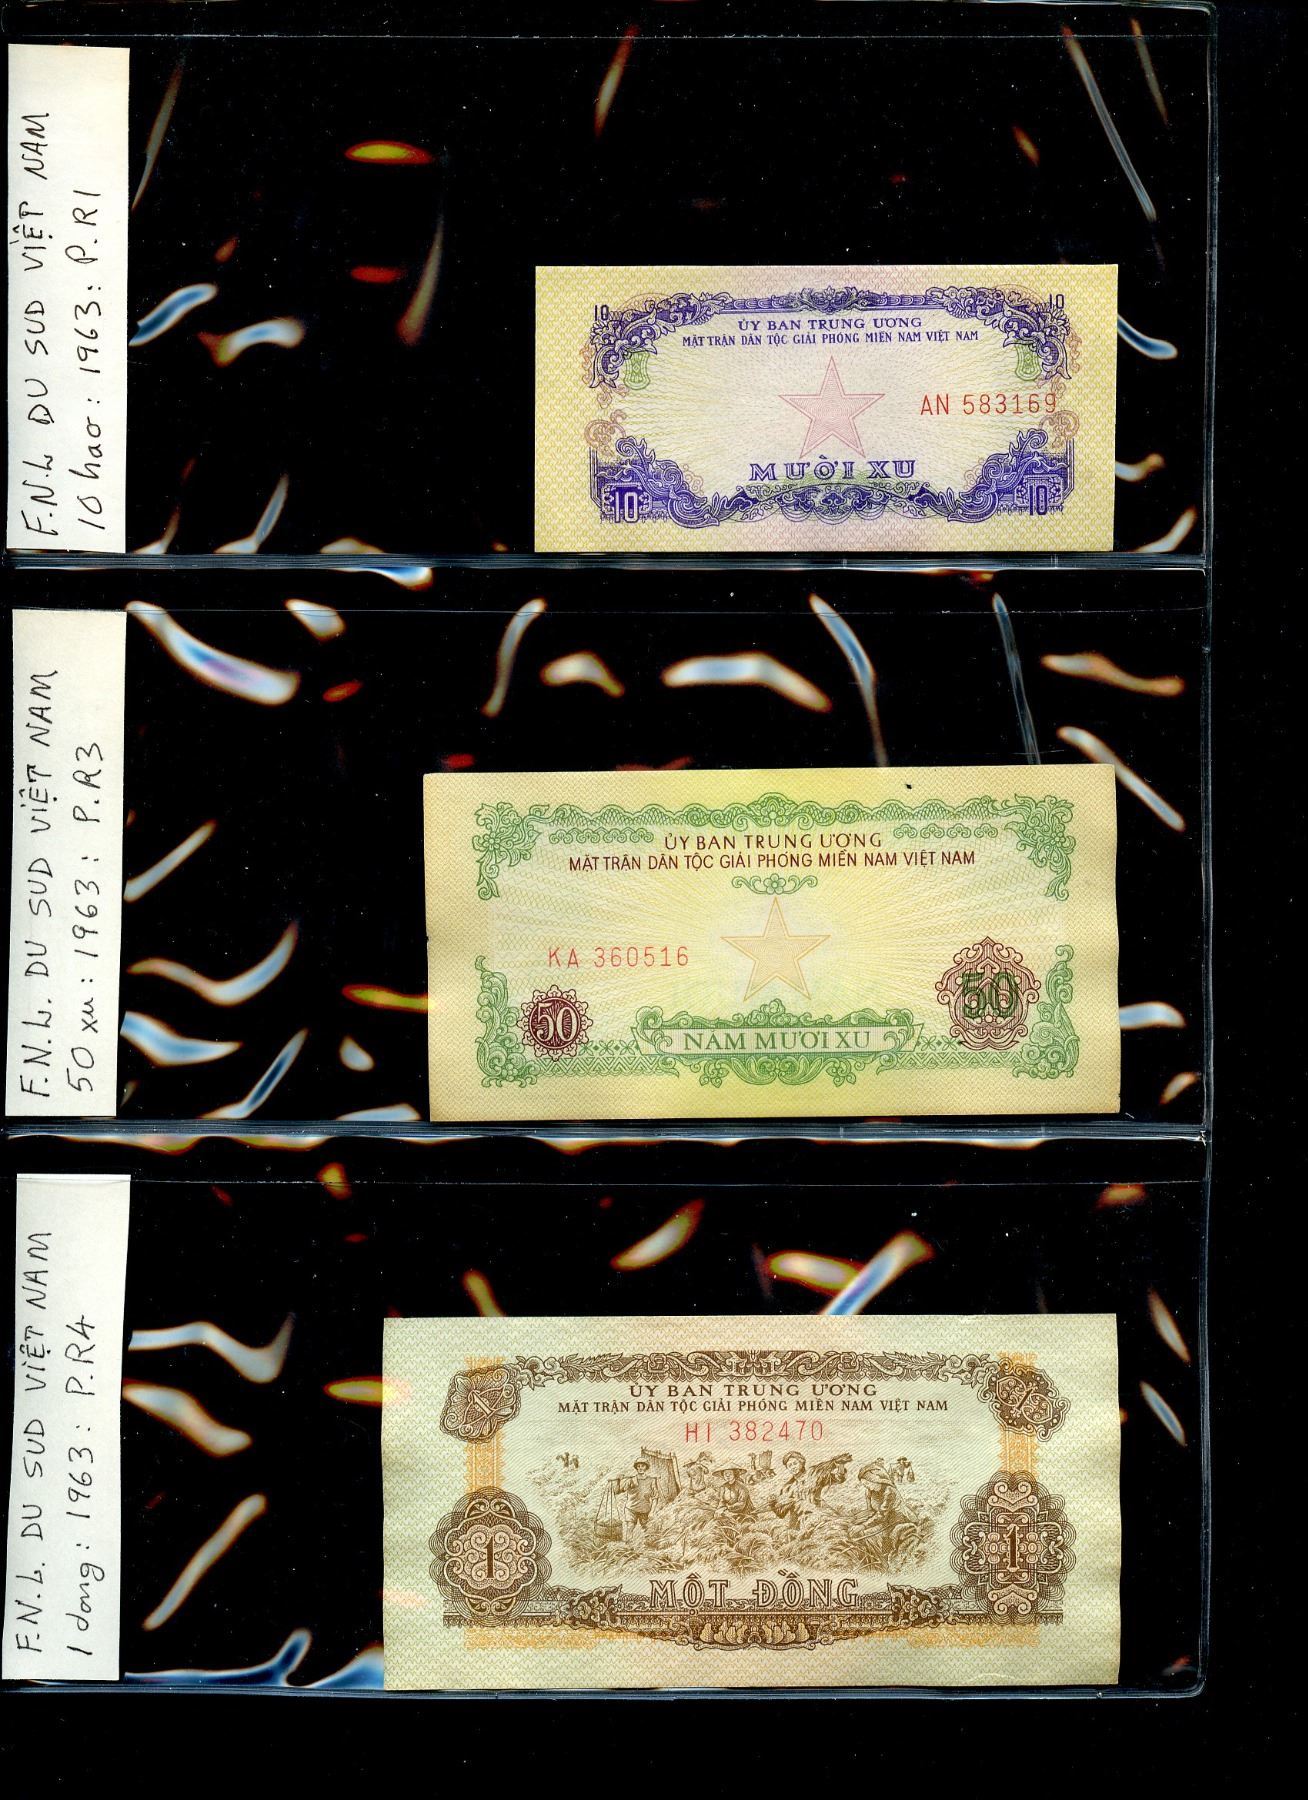 F.N.L DU SUD VIỆT NAM
10 hao : 1963 : P.R1
10 10
ỦY BAN TRUNG ƯƠNG
MẶT TRẬN DÂN TỘC GIẢI PHÓNG MIỀN NAM VIỆT NAM
AN 583169
MƯỜI XU
10 10
F.N.L. DU SUD VIỆT NAM
50 xu : 1963 : P.R3
ỦY BAN TRUNG ƯƠNG
MẶT TRẬN DÂN TỘC GIẢI PHÓNG MIỀN NAM VIỆT NAM
KA 360516
50 50
NAM MƯƠI XU
F.N.L. DU SUD VIỆT NAM
1 dong : 1963 : P.R4
1 1
ỦY BAN TRUNG ƯƠNG
MẶT TRẬN DÂN TỘC GIẢI PHÓNG MIỀN NAM VIỆT NAM
HI 382470
1 1
MỘT ĐỒNG